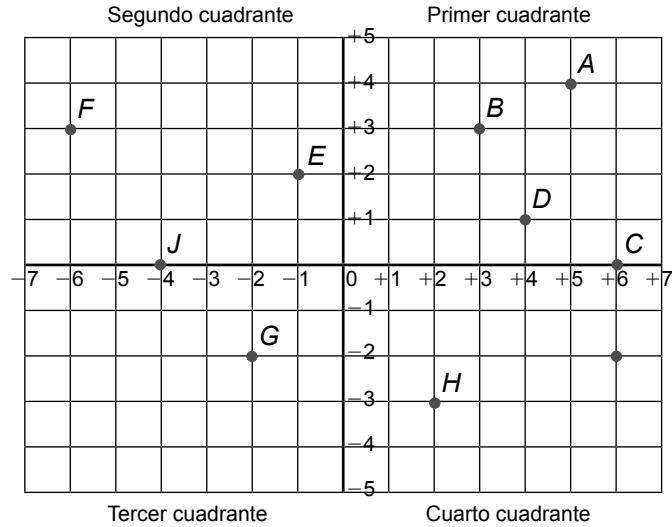 Segundo cuadrante Primer cuadrante
+5
A
+4
F B
+3
E
+2
D
+1
J C
−7 −6 −5 −4 −3 −2 −1 0 +1 +2 +3 +4 +5 +6 +7
−1
G
−2
H
−3
−4
−5
Tercer cuadrante Cuarto cuadrante